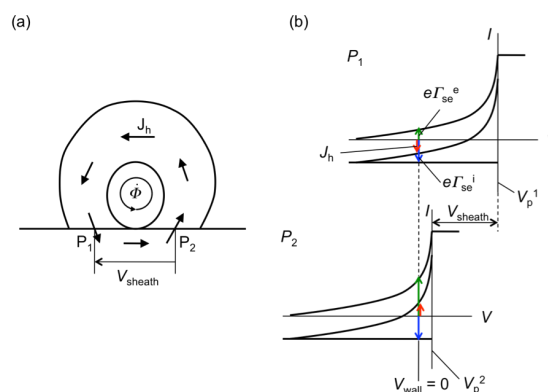 (a)
(b)
J_h
Φ̇
P_1
P_2
V_sheath
P_1
I
eΓ_se^e
J_h
eΓ_se^i
V_p^1
V_sheath
P_2
I
V
V_wall = 0
V_p^2